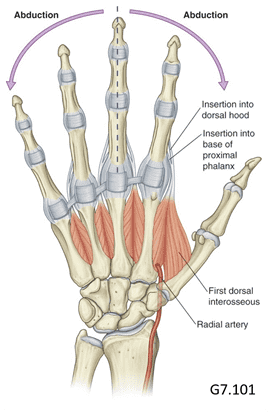 Abduction
Abduction
Insertion into
dorsal hood
Insertion into
base of
proximal
phalanx
First dorsal
interosseous
Radial artery
G7.101